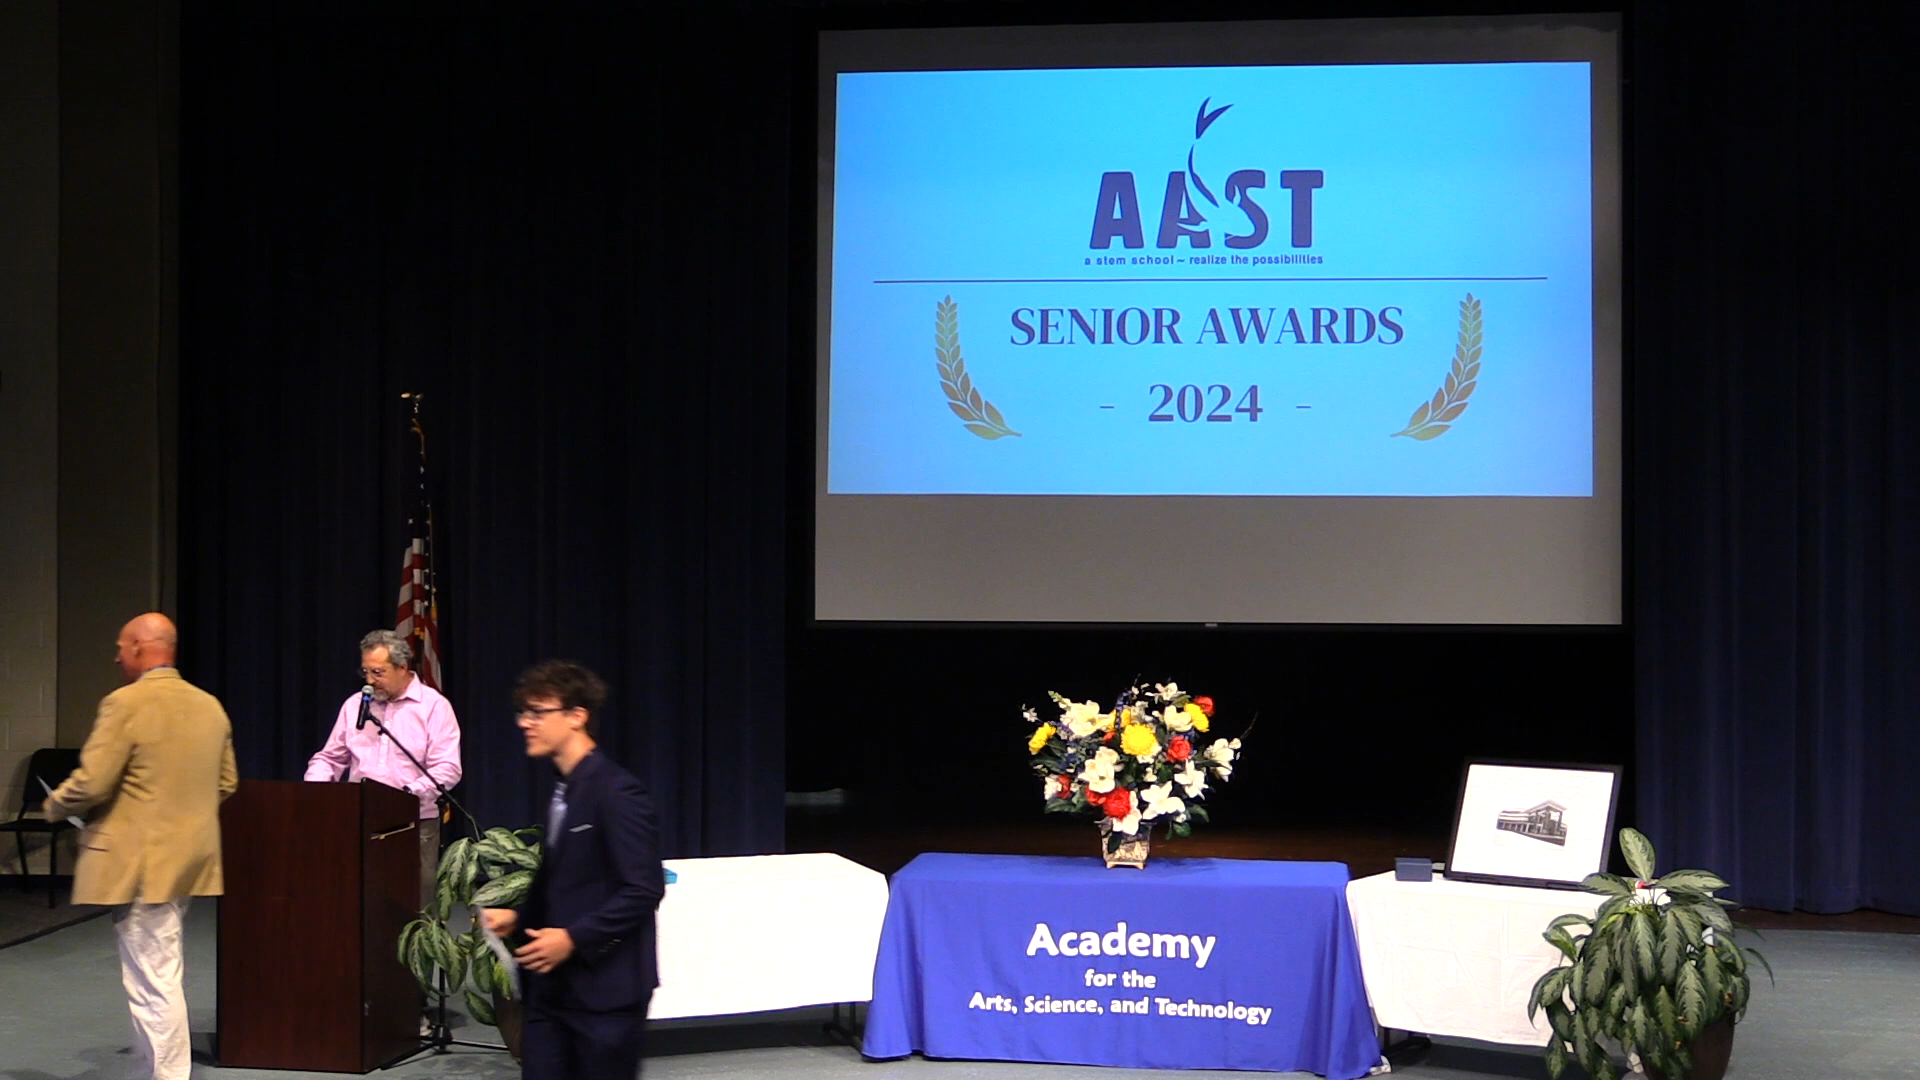 AAST
a stem school ~ realize the possibilities
SENIOR AWARDS
- 2024 -
Academy
for the
Arts, Science, and Technology